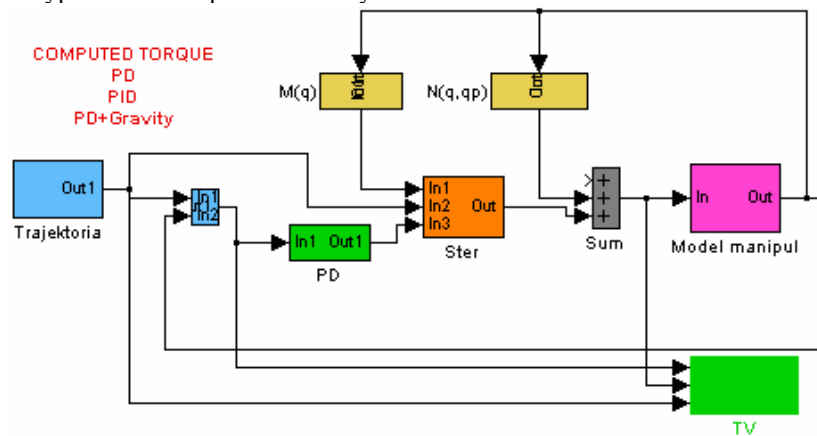 COMPUTED TORQUE
PD
PID
PD+Gravity
M(q)
N(q,qp)
Out
Out1
Trajektoria
In1
In2
In1 Out1
PD
In1
In2
In3
Out
Ster
+
+
+
Sum
In Out
Model manipul
TV